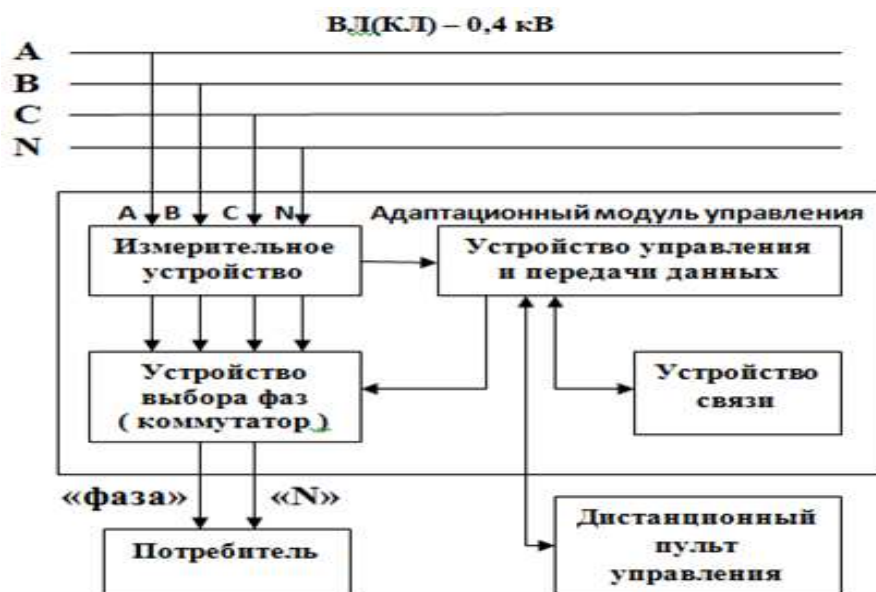 ВЛ(КЛ) – 0,4 кВ
A
B
C
N
A B C N
Адаптационный модуль управления
Измерительное
устройство
Устройство управления
и передачи данных
Устройство
выбора фаз
( коммутатор )
Устройство
связи
«фаза» «N»
Потребитель
Дистанционный
пульт
управления